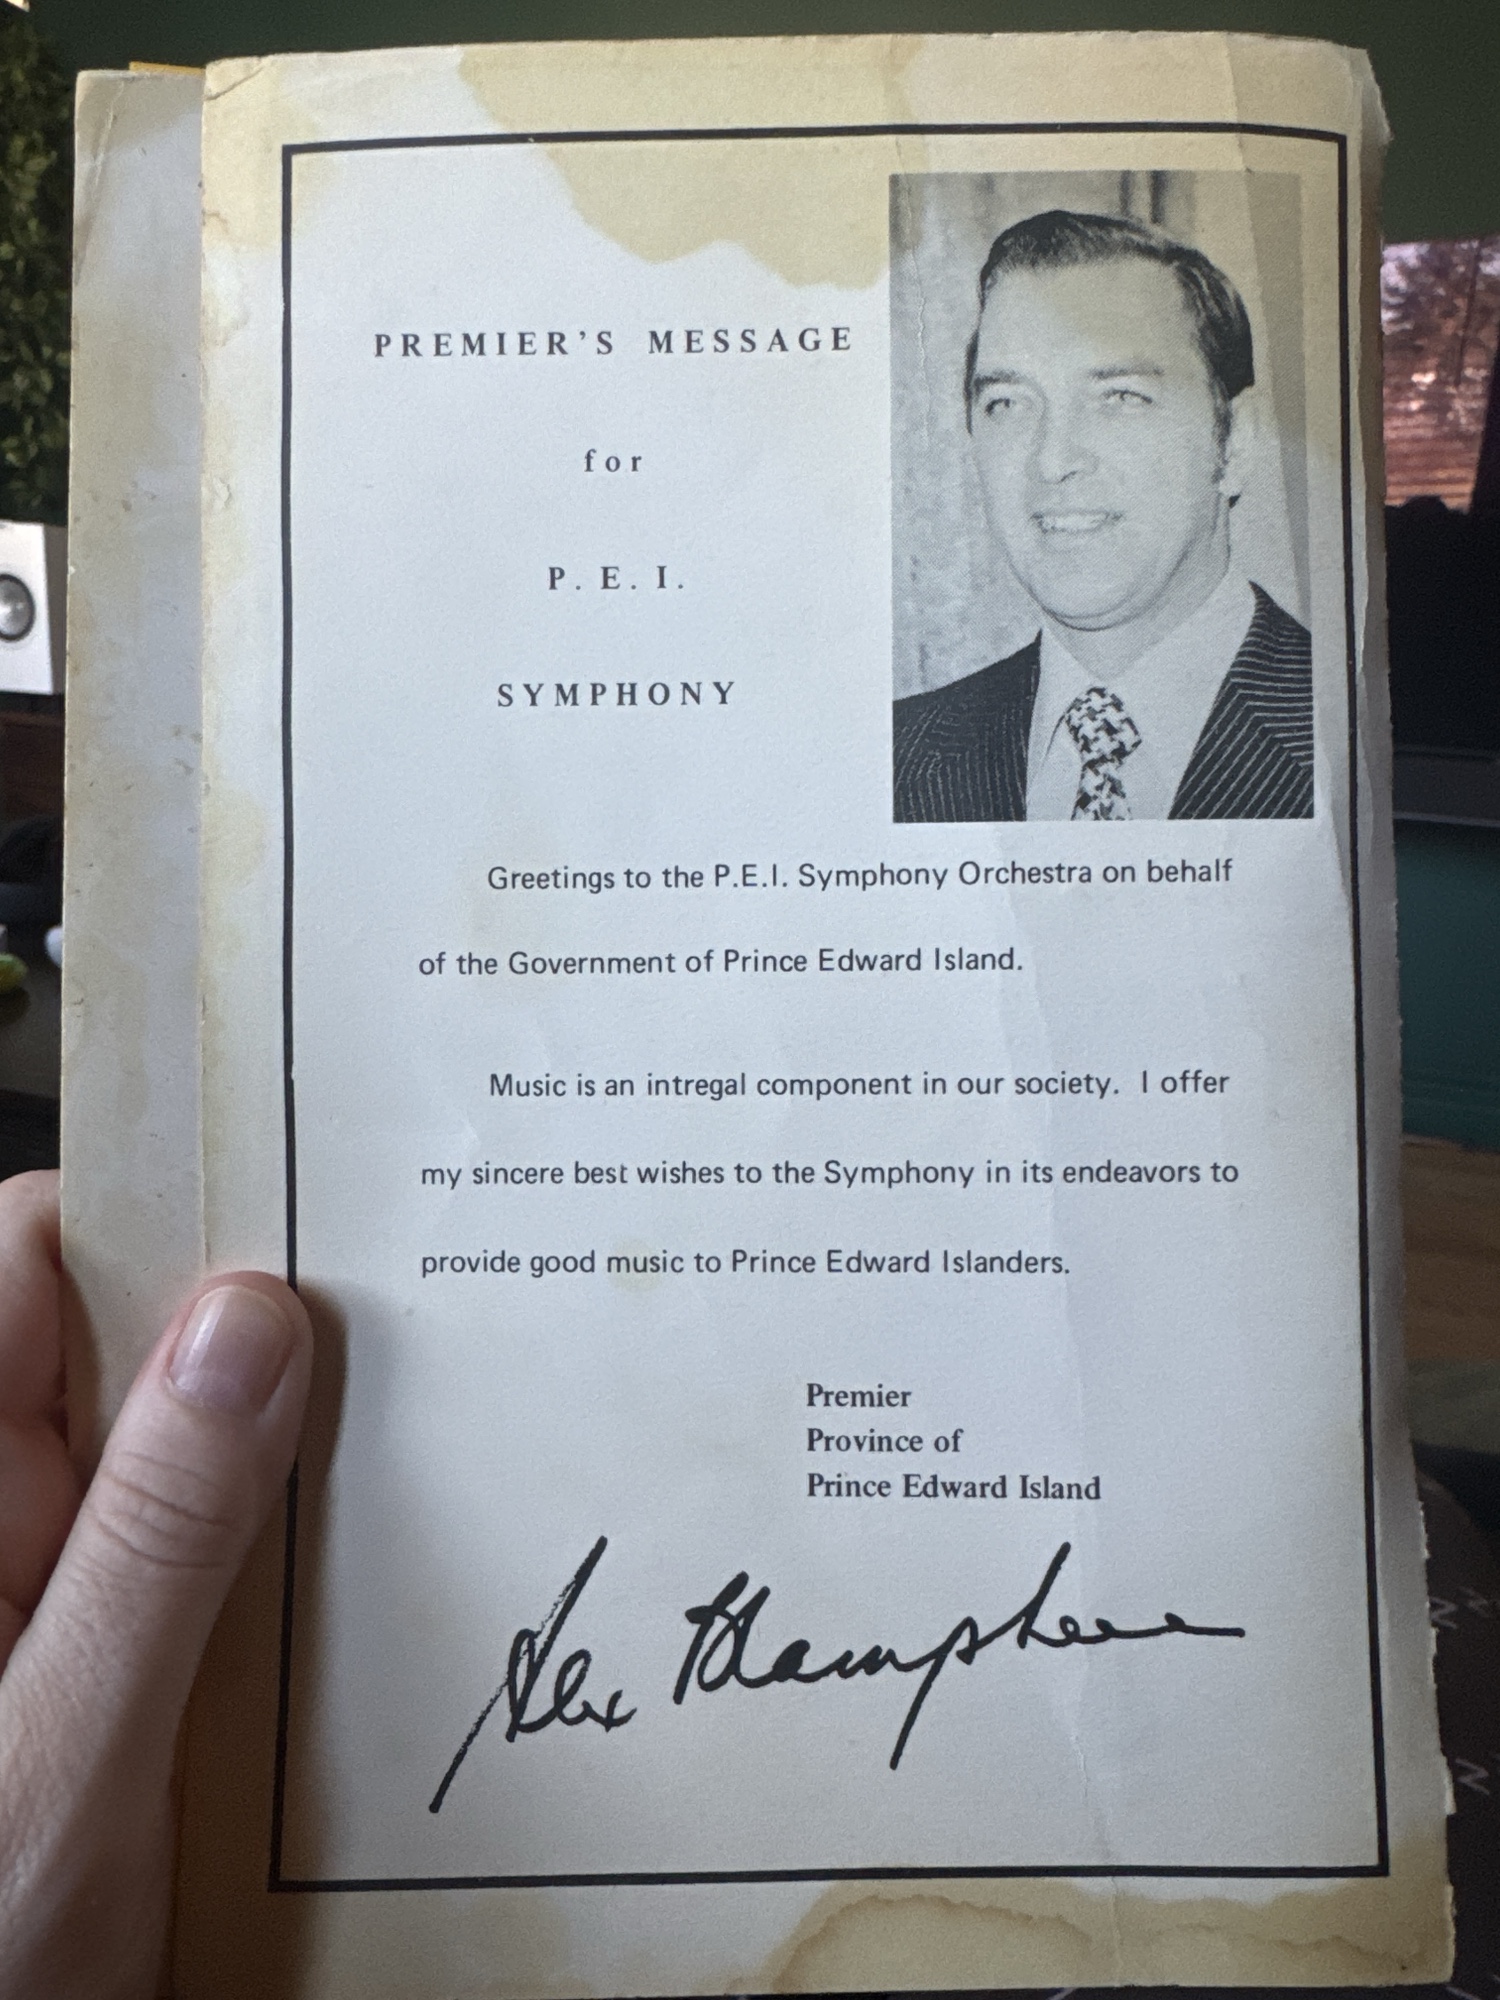 PREMIER'S MESSAGE
for
P. E. I.
SYMPHONY
Greetings to the P.E.I. Symphony Orchestra on behalf
of the Government of Prince Edward Island.
Music is an intregal component in our society. I offer
my sincere best wishes to the Symphony in its endeavors to
provide good music to Prince Edward Islanders.
Premier
Province of
Prince Edward Island
Alex